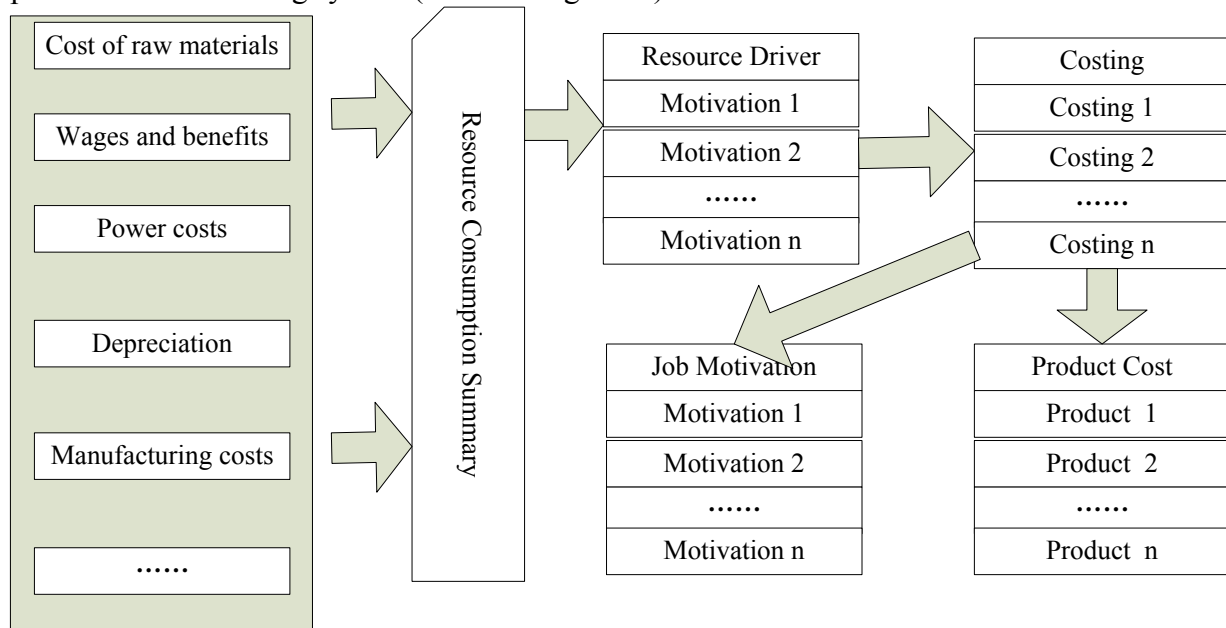 Cost of raw materials
Wages and benefits
Power costs
Depreciation
Manufacturing costs
……
Resource Consumption Summary
Resource Driver
Motivation 1
Motivation 2
……
Motivation n
Costing
Costing 1
Costing 2
……
Costing n
Job Motivation
Motivation 1
Motivation 2
……
Motivation n
Product Cost
Product 1
Product 2
……
Product n